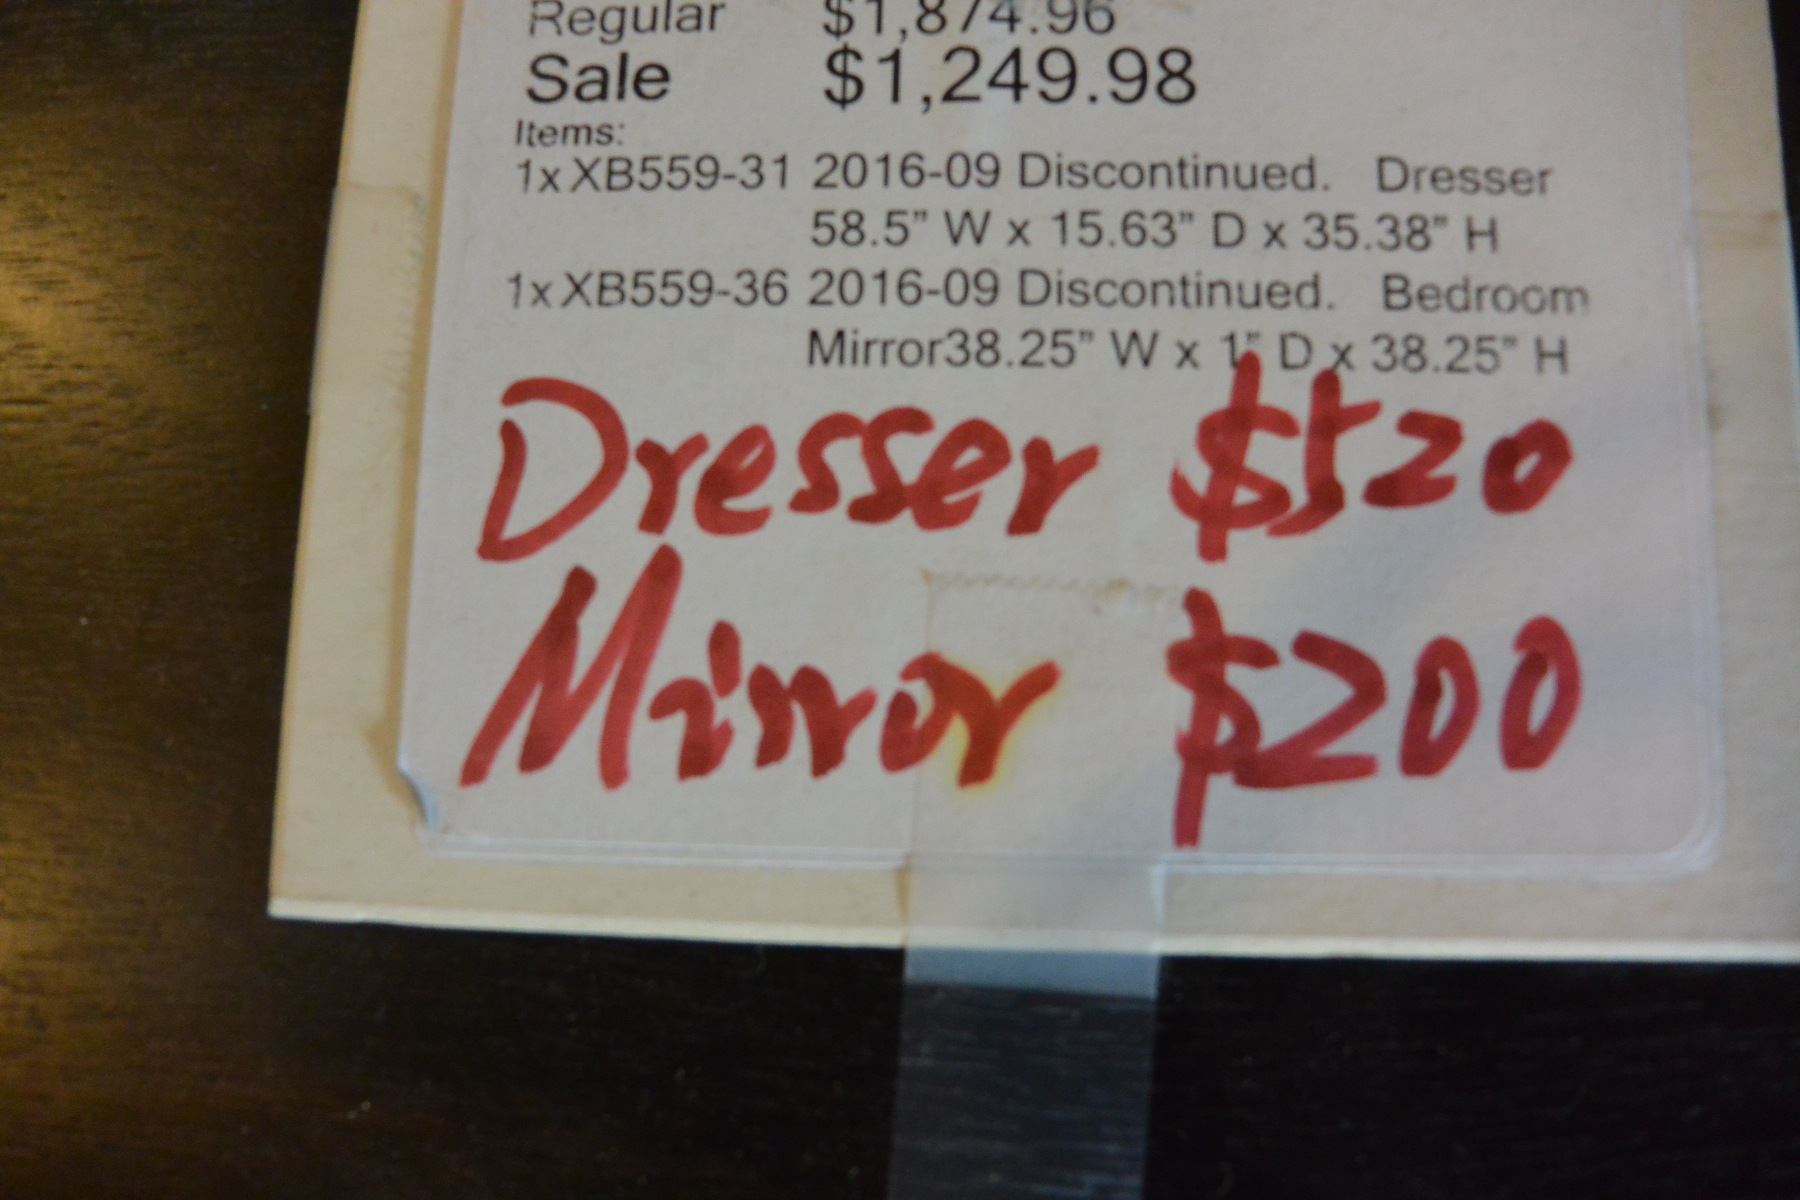 Regular $1,874.96
Sale $1,249.98
Items:
1x XB559-31 2016-09 Discontinued. Dresser
58.5” W x 15.63” D x 35.38” H
1x XB559-36 2016-09 Discontinued. Bedroom
Mirror38.25” W x 1” D x 38.25” H
Dresser $520
Mirror $200